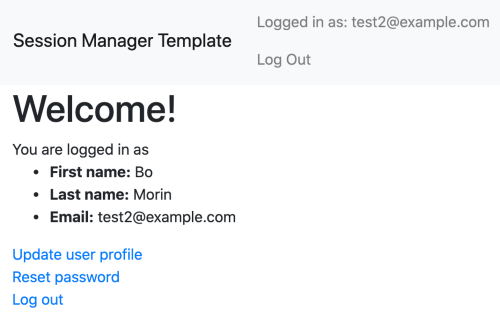 Session Manager Template
Logged in as: test2@example.com
Log Out
Welcome!
You are logged in as
• First name: Bo
• Last name: Morin
• Email: test2@example.com
Update user profile
Reset password
Log out